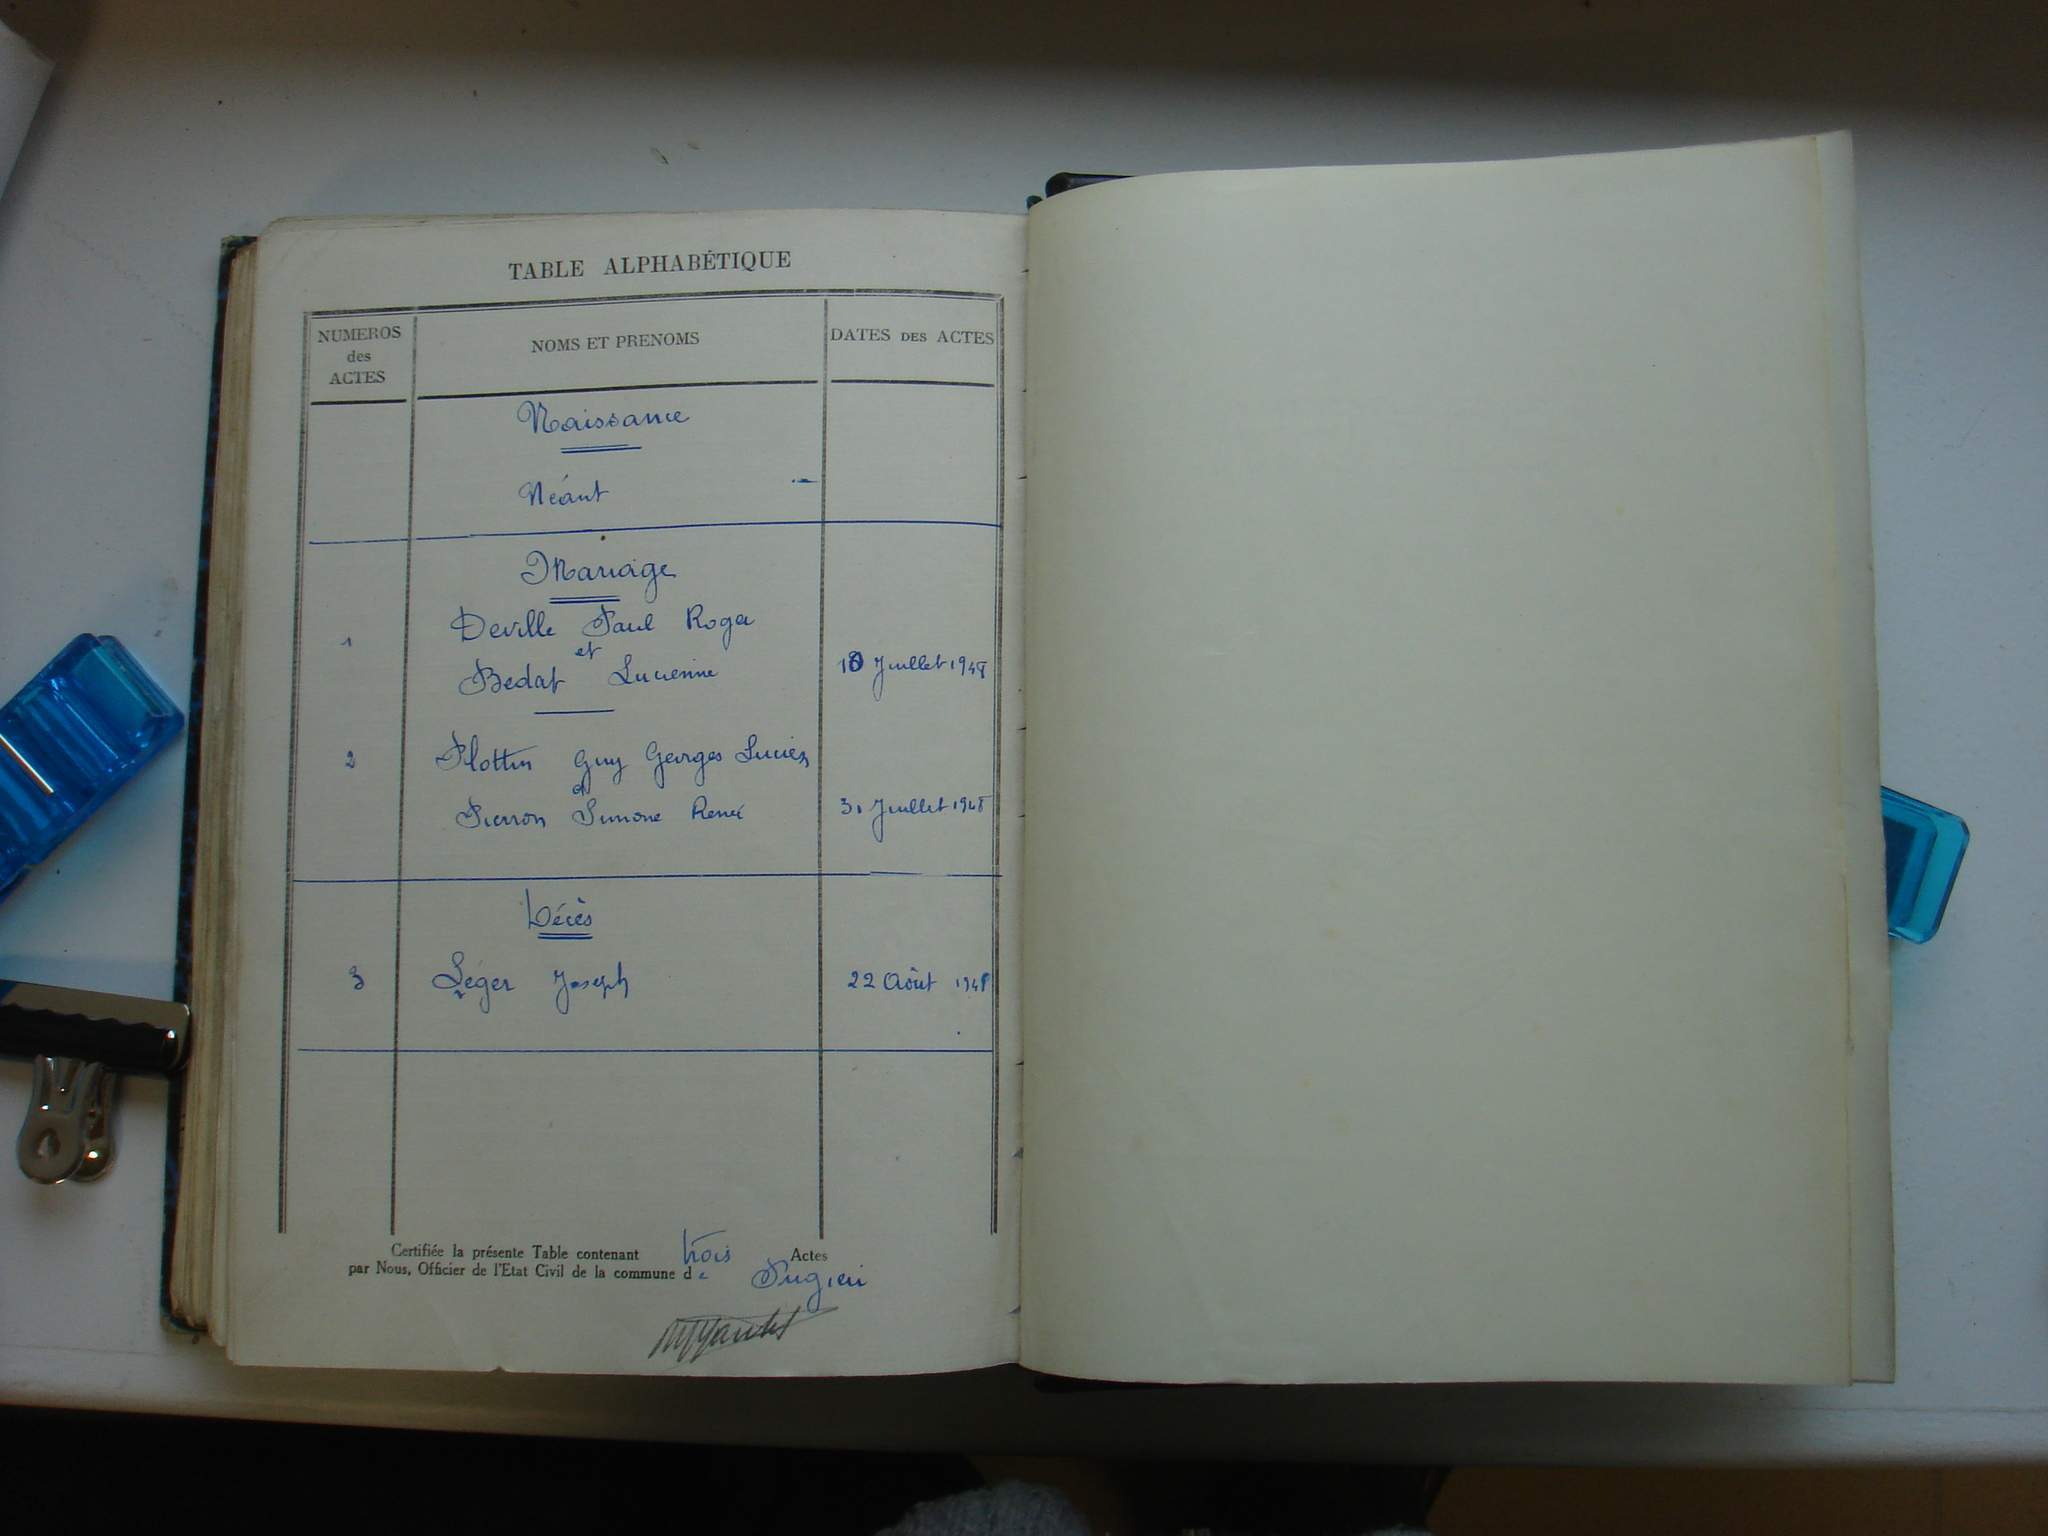 TABLE ALPHABÉTIQUE
NUMEROS des ACTES
NOMS ET PRENOMS
DATES DES ACTES
Naissance
Néant
Mariage
1 Deville Paul Roger
et
Bedat Lucienne 10 Juillet 1948
2 Plottin Guy Georges Lucien
et
Pierron Simone Renée 31 Juillet 1948
Décès
3 Léger Joseph 22 Août 1948
Certifiée la présente Table contenant trois Actes
par Nous, Officier de l'Etat Civil de la commune de